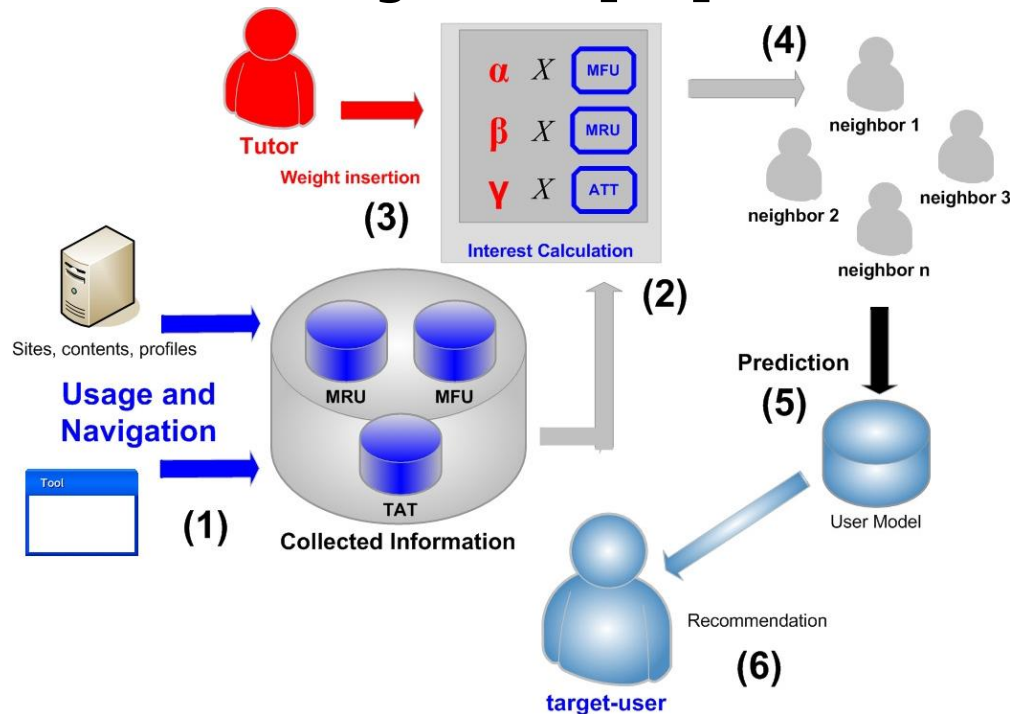 Tutor
Weight insertion
(3)
α X MFU
β X MRU
γ X ATT
Interest Calculation
(4)
neighbor 1
neighbor 2
neighbor 3
neighbor n
(2)
Sites, contents, profiles
Usage and
Navigation
Tool
(1)
MRU
MFU
TAT
Collected Information
Prediction
(5)
User Model
Recommendation
(6)
target-user